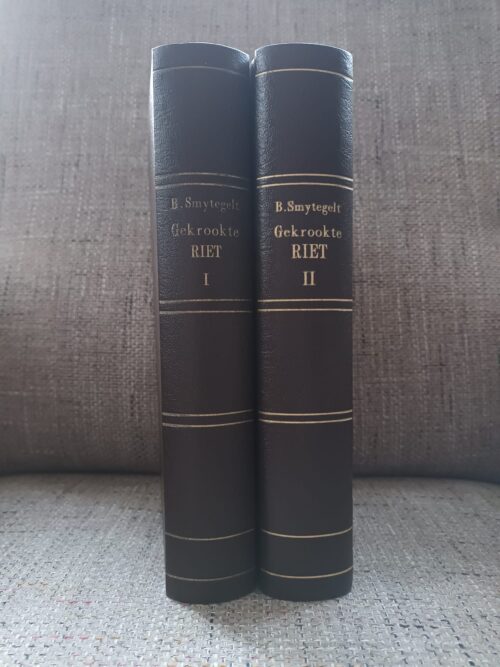 B. Smytegelt
Gekrookte
RIET
I
B. Smytegelt
Gekrookte
RIET
II